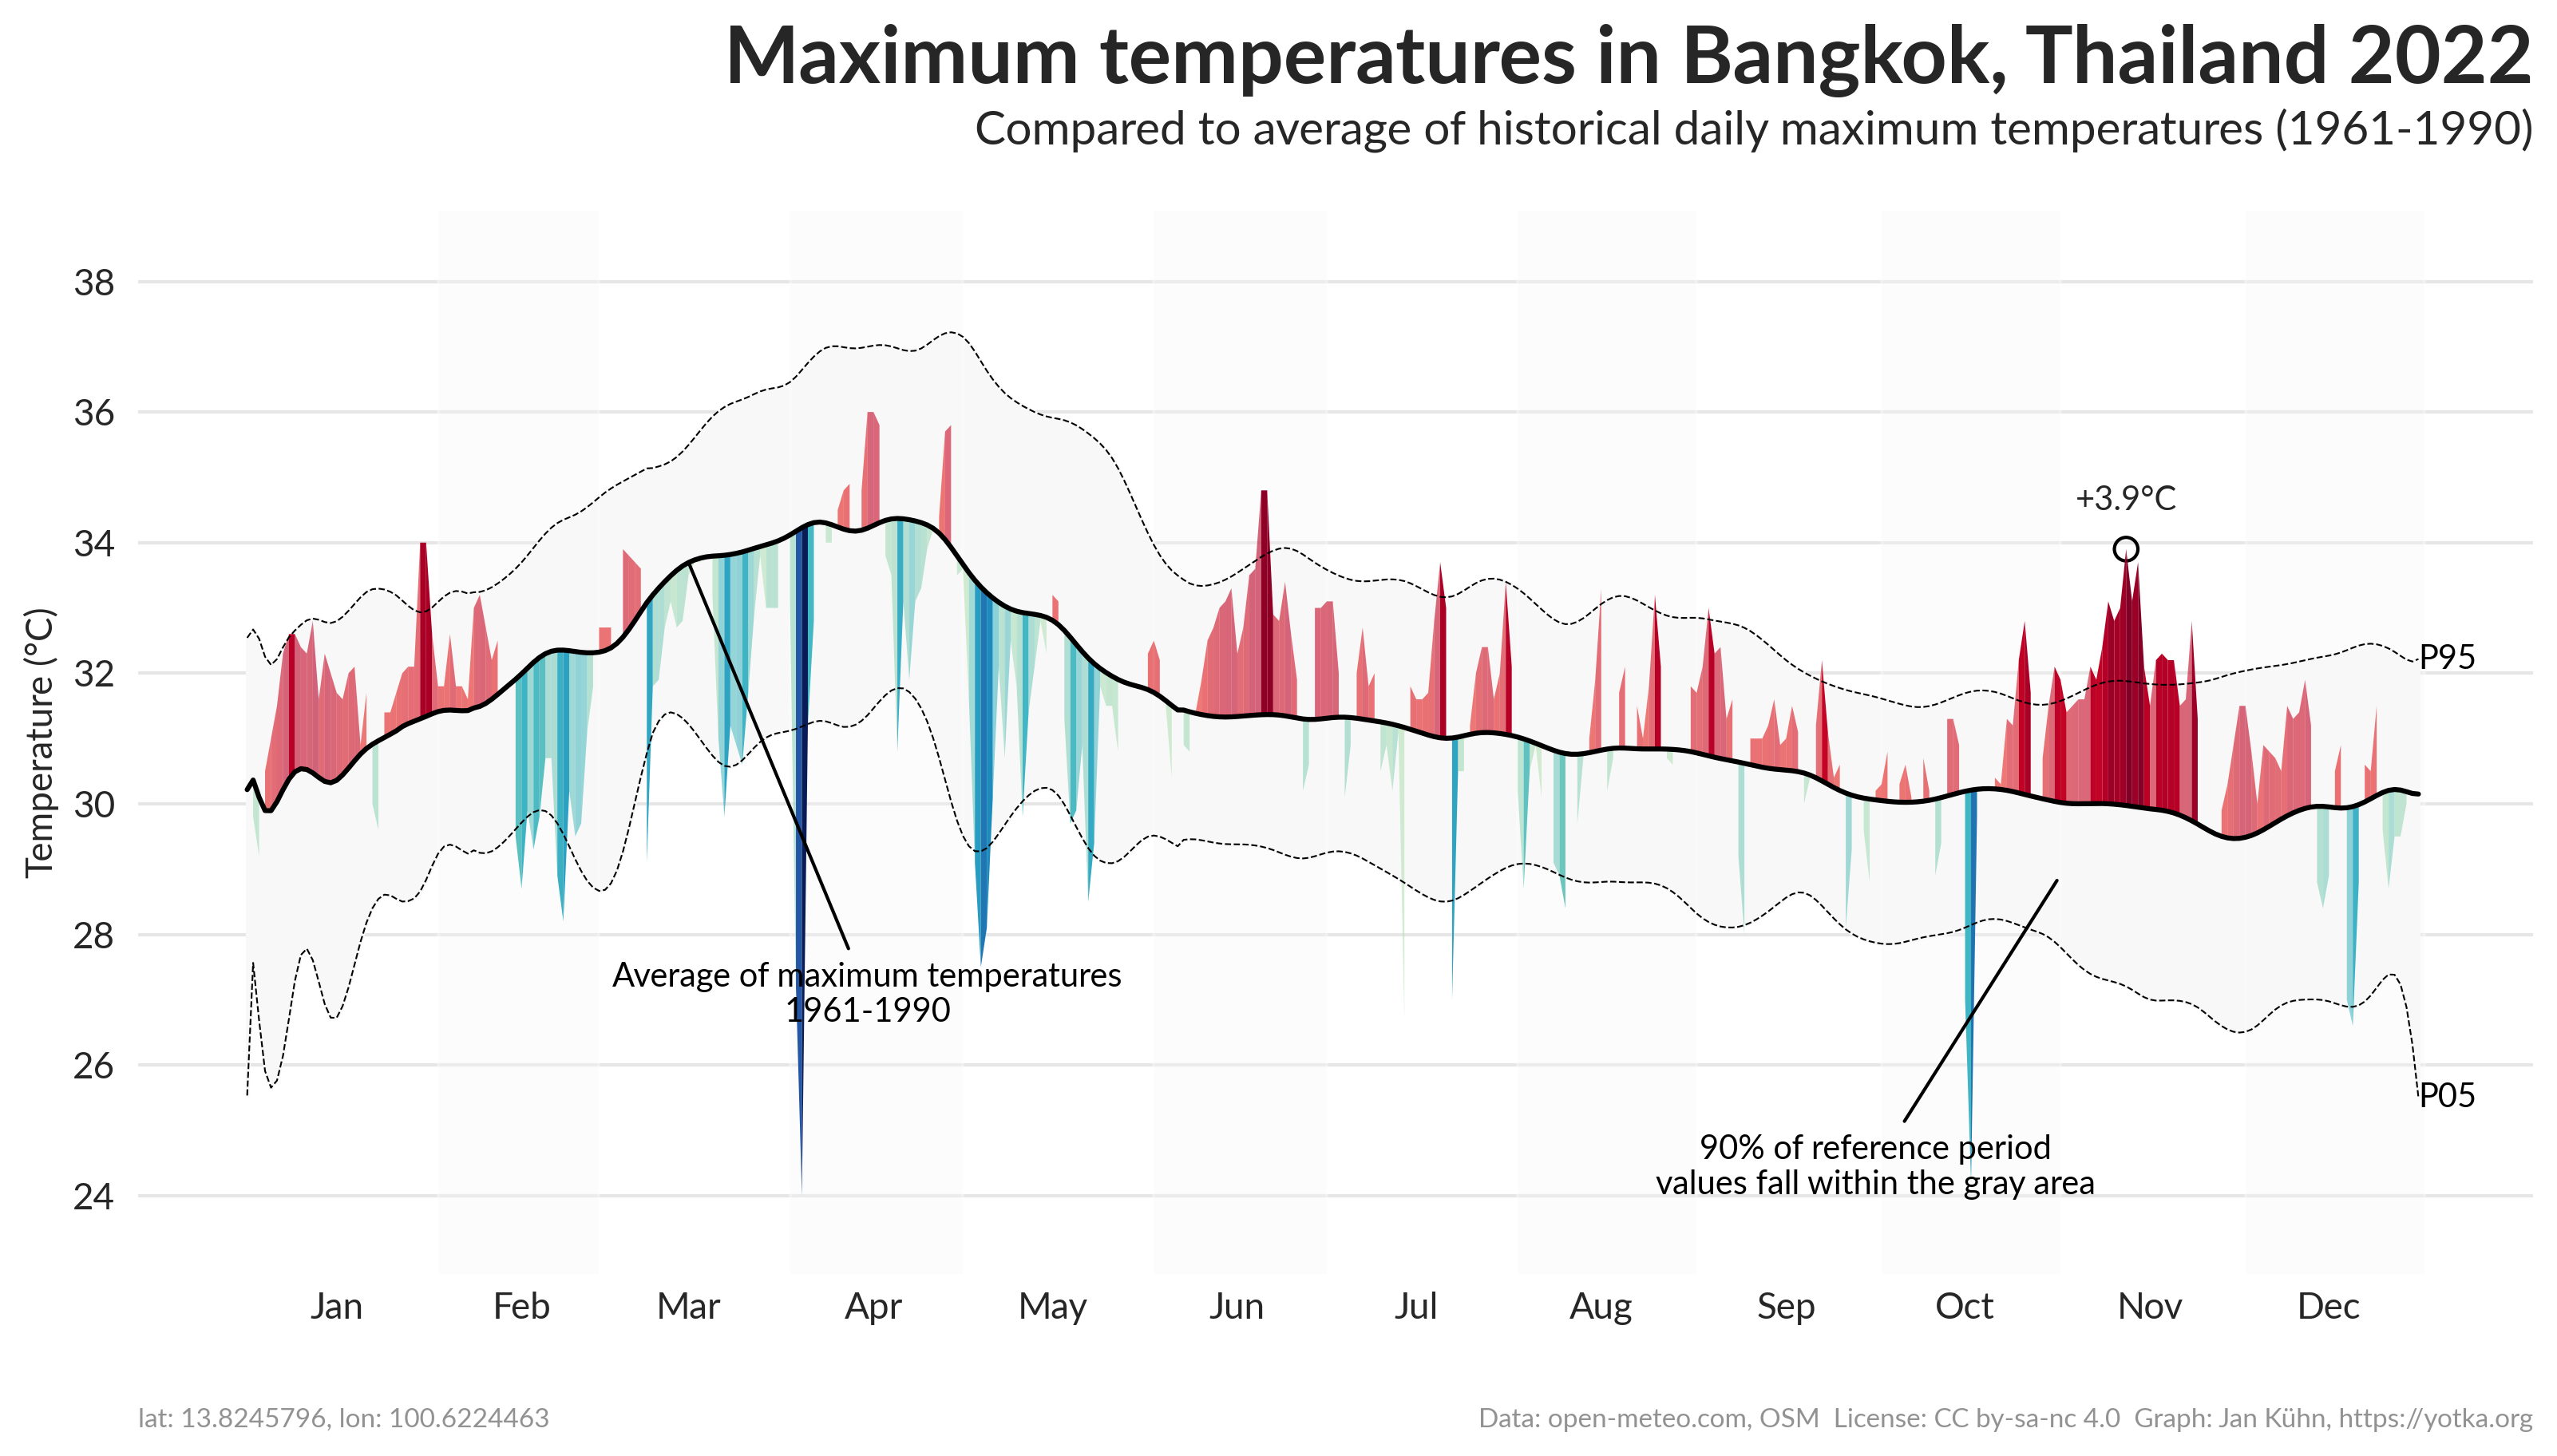 Maximum temperatures in Bangkok, Thailand 2022
Compared to average of historical daily maximum temperatures (1961-1990)
38
36
34
32
30
28
26
24
Temperature (°C)
+3.9°C
P95
P05
Average of maximum temperatures
1961-1990
90% of reference period
values fall within the gray area
Jan Feb Mar Apr May Jun Jul Aug Sep Oct Nov Dec
lat: 13.8245796, lon: 100.6224463
Data: open-meteo.com, OSM  License: CC by-sa-nc 4.0  Graph: Jan Kühn, https://yotka.org